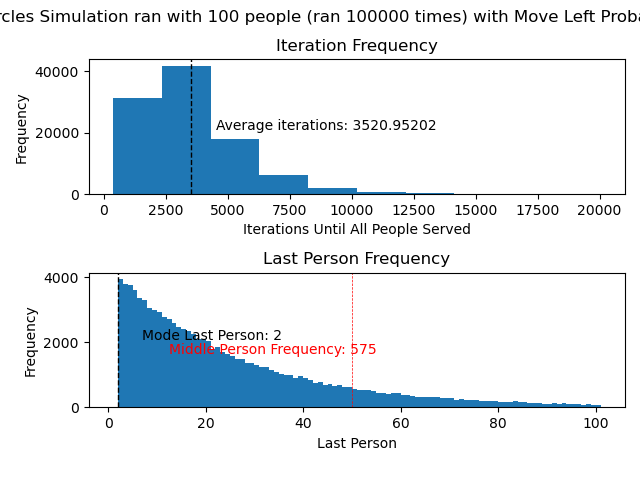 rcles Simulation ran with 100 people (ran 100000 times) with Move Left Proba
Iteration Frequency
40000
20000
0
Frequency
Average iterations: 3520.95202
0 2500 5000 7500 10000 12500 15000 17500 20000
Iterations Until All People Served
Last Person Frequency
4000
2000
0
Frequency
Mode Last Person: 2
Middle Person Frequency: 575
0 20 40 60 80 100
Last Person